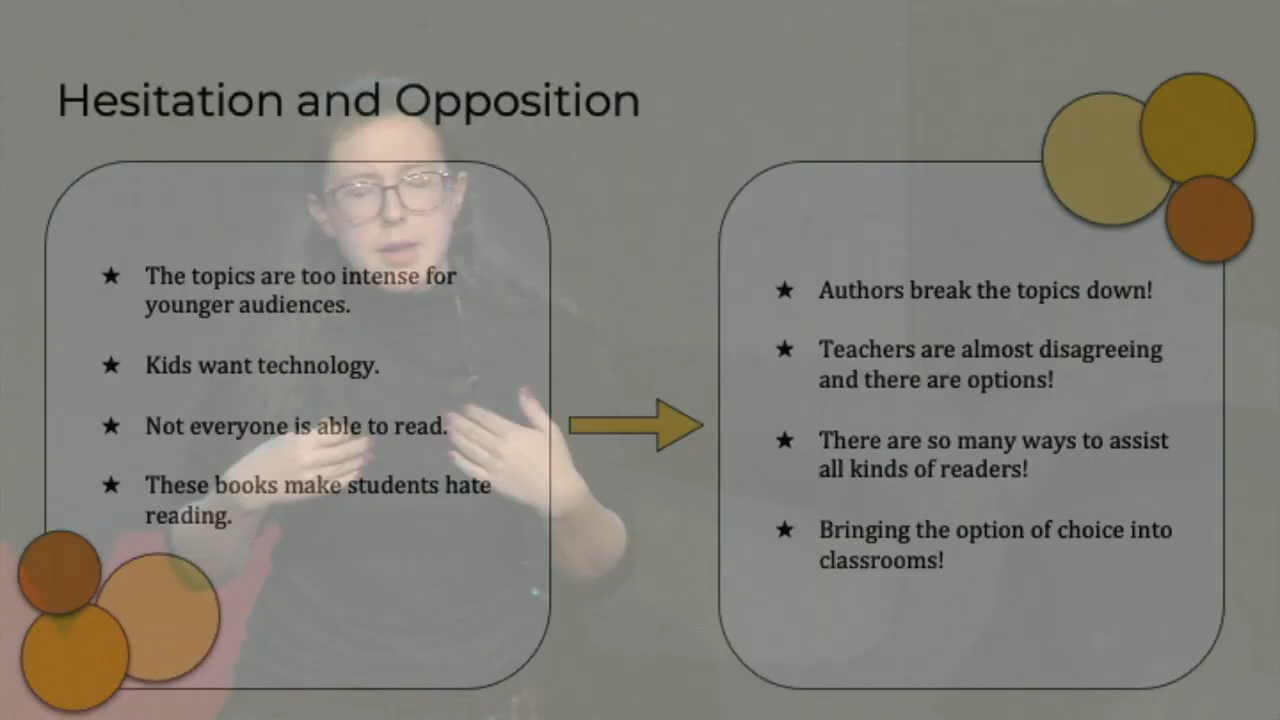 Hesitation and Opposition
★ The topics are too intense for
younger audiences.
★ Kids want technology.
★ Not everyone is able to read.
★ These books make students hate
reading.
★ Authors break the topics down!
★ Teachers are almost disagreeing
and there are options!
★ There are so many ways to assist
all kinds of readers!
★ Bringing the option of choice into
classrooms!